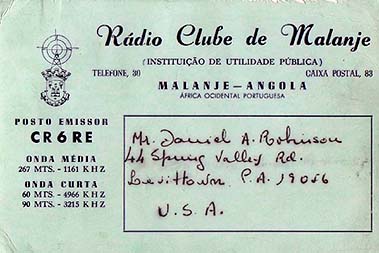 Rádio Clube de Malanje
(INSTITUIÇÃO DE UTILIDADE PÚBLICA)
TELEFONE, 30 CAIXA POSTAL, 83
MALANJE – ANGOLA
ÁFRICA OCIDENTAL PORTUGUESA
POSTO EMISSOR
CR6RE
ONDA MÉDIA
267 MTS. - 1161 KHZ
ONDA CURTA
60 MTS. - 4966 KHZ
90 MTS. - 3215 KHZ
Mr. Daniel A. Robinson
44 Spring Valley Rd.
Levittown P.A. 19056
U.S.A.